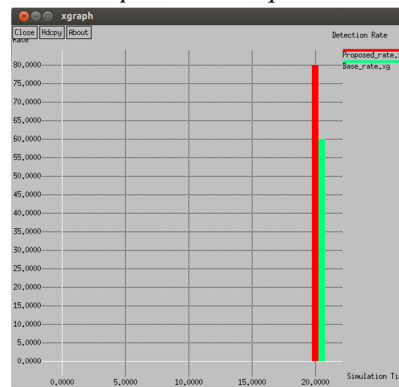 xgraph
Close Hdcpy About
Detection Rate
Rate
Proposed_rate.
Base_rate.xg
80.0000
75.0000
70.0000
65.0000
60.0000
55.0000
50.0000
45.0000
40.0000
35.0000
30.0000
25.0000
20.0000
15.0000
10.0000
5.0000
0.0000
Simulation Ti
0.0000 5.0000 10.0000 15.0000 20.0000